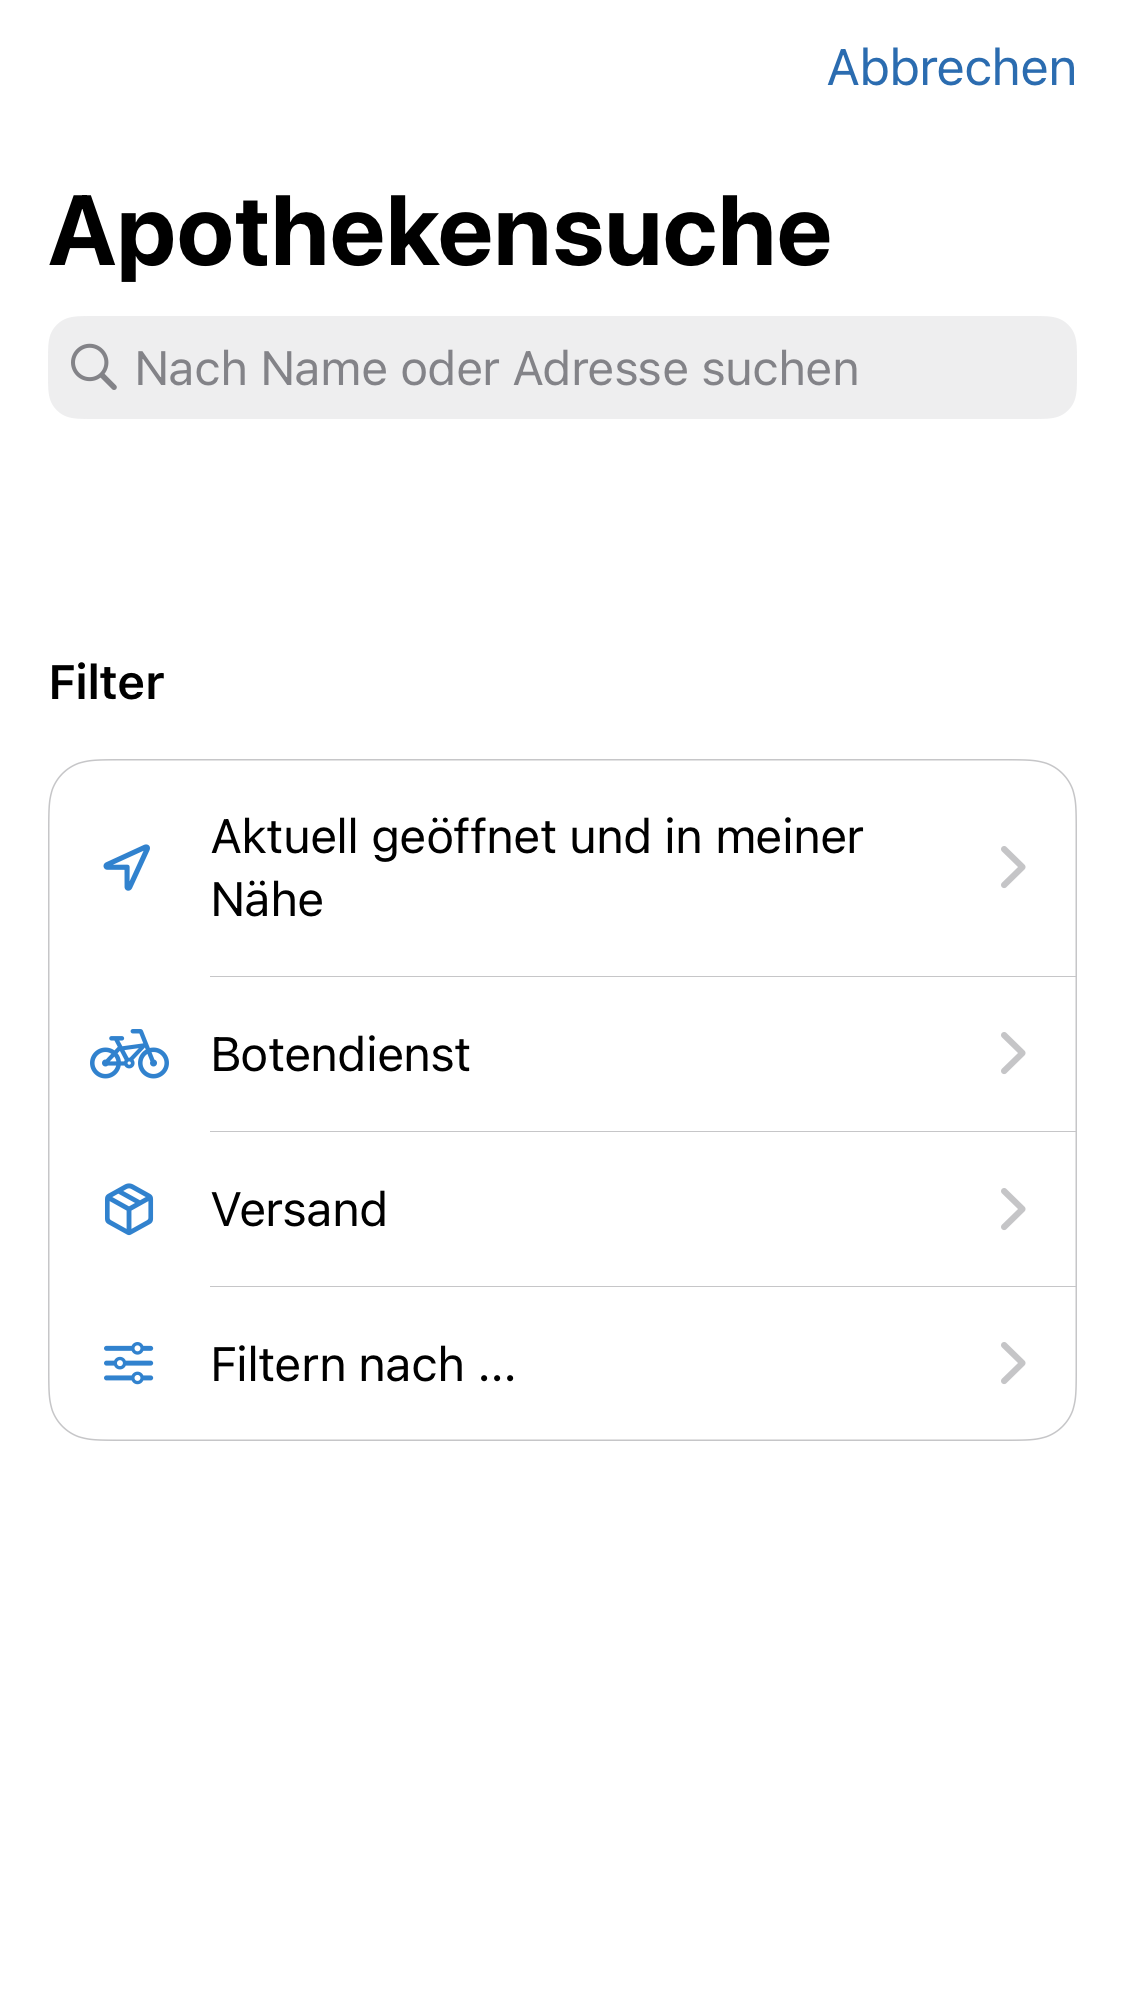 Abbrechen
Apothekensuche
Nach Name oder Adresse suchen
Filter
Aktuell geöffnet und in meiner
Nähe
Botendienst
Versand
Filtern nach ...